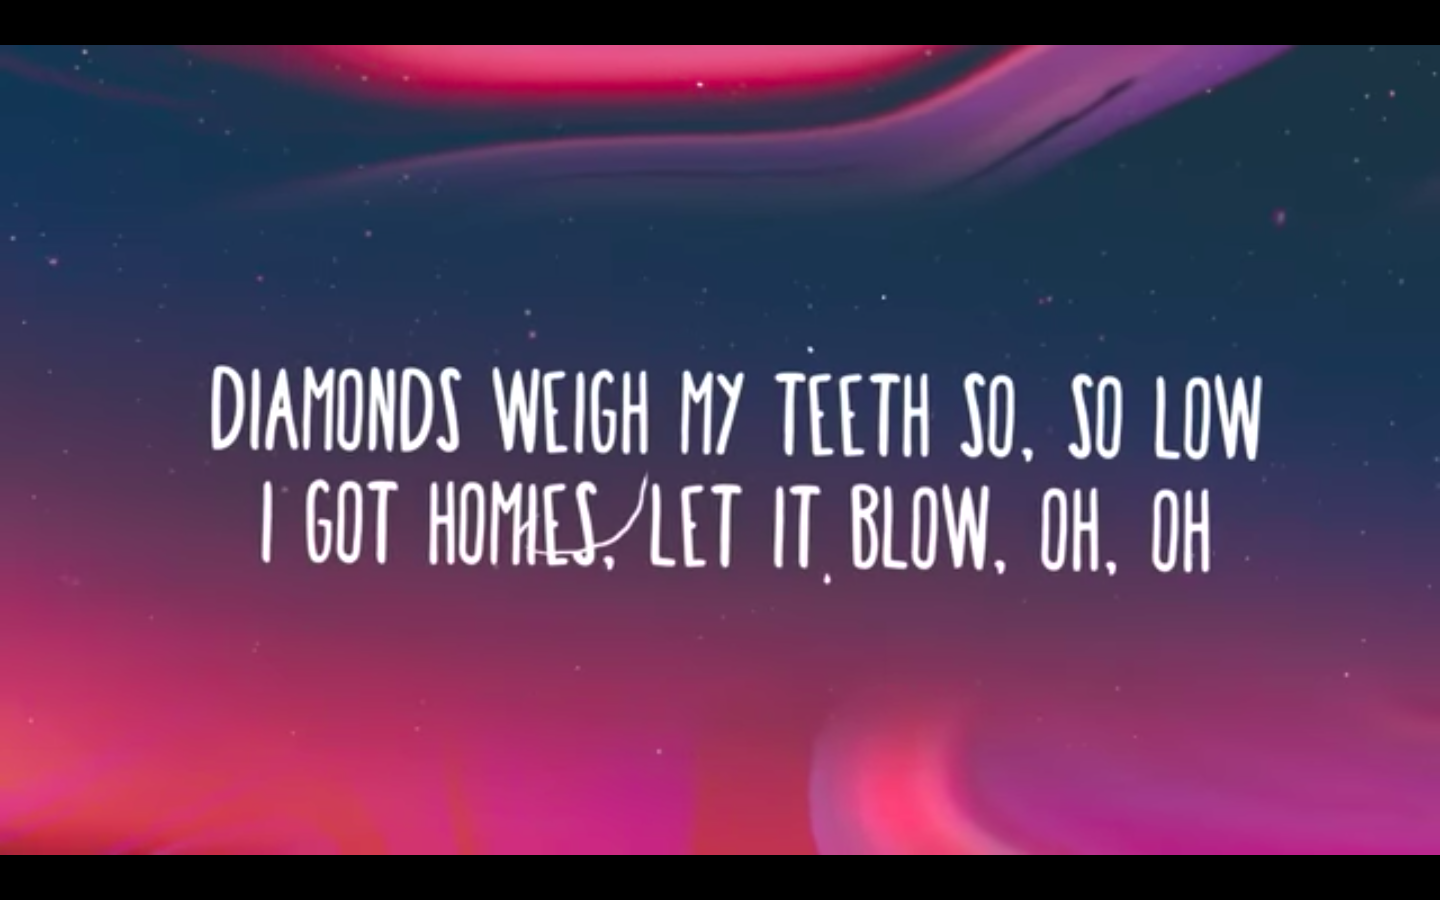 DIAMONDS WEIGH MY TEETH SO, SO LOW
I GOT HOMIES, LET IT BLOW, OH, OH